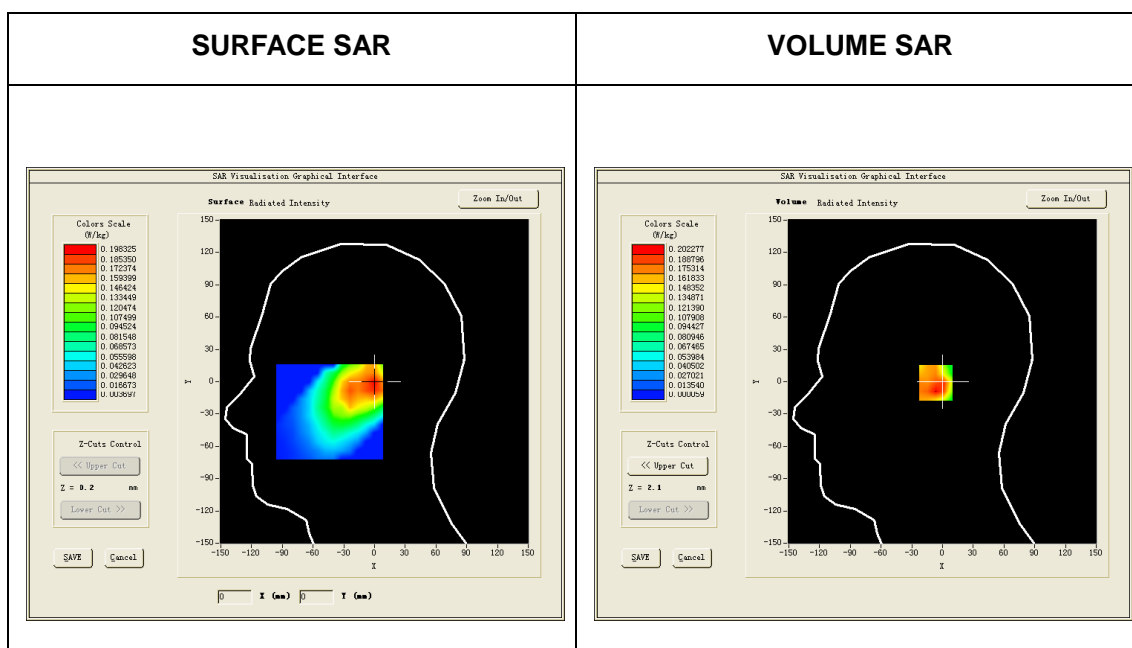 SURFACE SAR
VOLUME SAR
SAR Visualisation Graphical Interface
Surface Radiated Intensity
Zoom In/Out
Colors Scale
(W/kg)
0.198325
0.185350
0.172374
0.159399
0.146424
0.133449
0.120474
0.107499
0.094524
0.081548
0.068573
0.055598
0.042623
0.029648
0.016673
0.003697
Z-Cuts Control
<< Upper Cut
Z = 0.2 mm
Lower Cut >>
SAVE Cancel
150
120
90
60
30
0
-30
-60
-90
-120
-150
Y
-150 -120 -90 -60 -30 0 30 60 90 120 150
X
0 X (mm) 0 Y (mm)
SAR Visualisation Graphical Interface
Volume Radiated Intensity
Zoom In/Out
Colors Scale
(W/kg)
0.202277
0.188796
0.175314
0.161833
0.148352
0.134871
0.121390
0.107908
0.094427
0.080946
0.067465
0.053984
0.040502
0.027021
0.013540
0.000059
Z-Cuts Control
<< Upper Cut
Z = 2.1 mm
Lower Cut >>
SAVE Cancel
150
120
90
60
30
0
-30
-60
-90
-120
-150
Y
-150 -120 -90 -60 -30 0 30 60 90 120 150
X